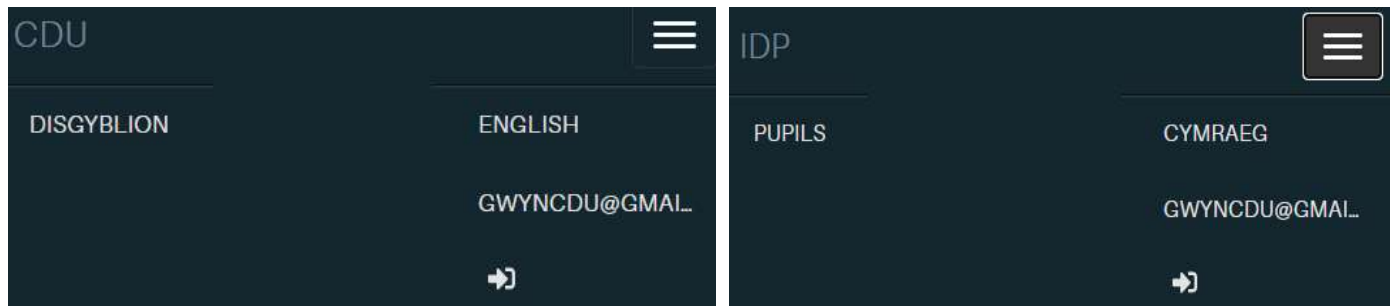 CDU
DISGYBLION
ENGLISH
GWYNCDU@GMAI...
IDP
PUPILS
CYMRAEG
GWYNCDU@GMAI...